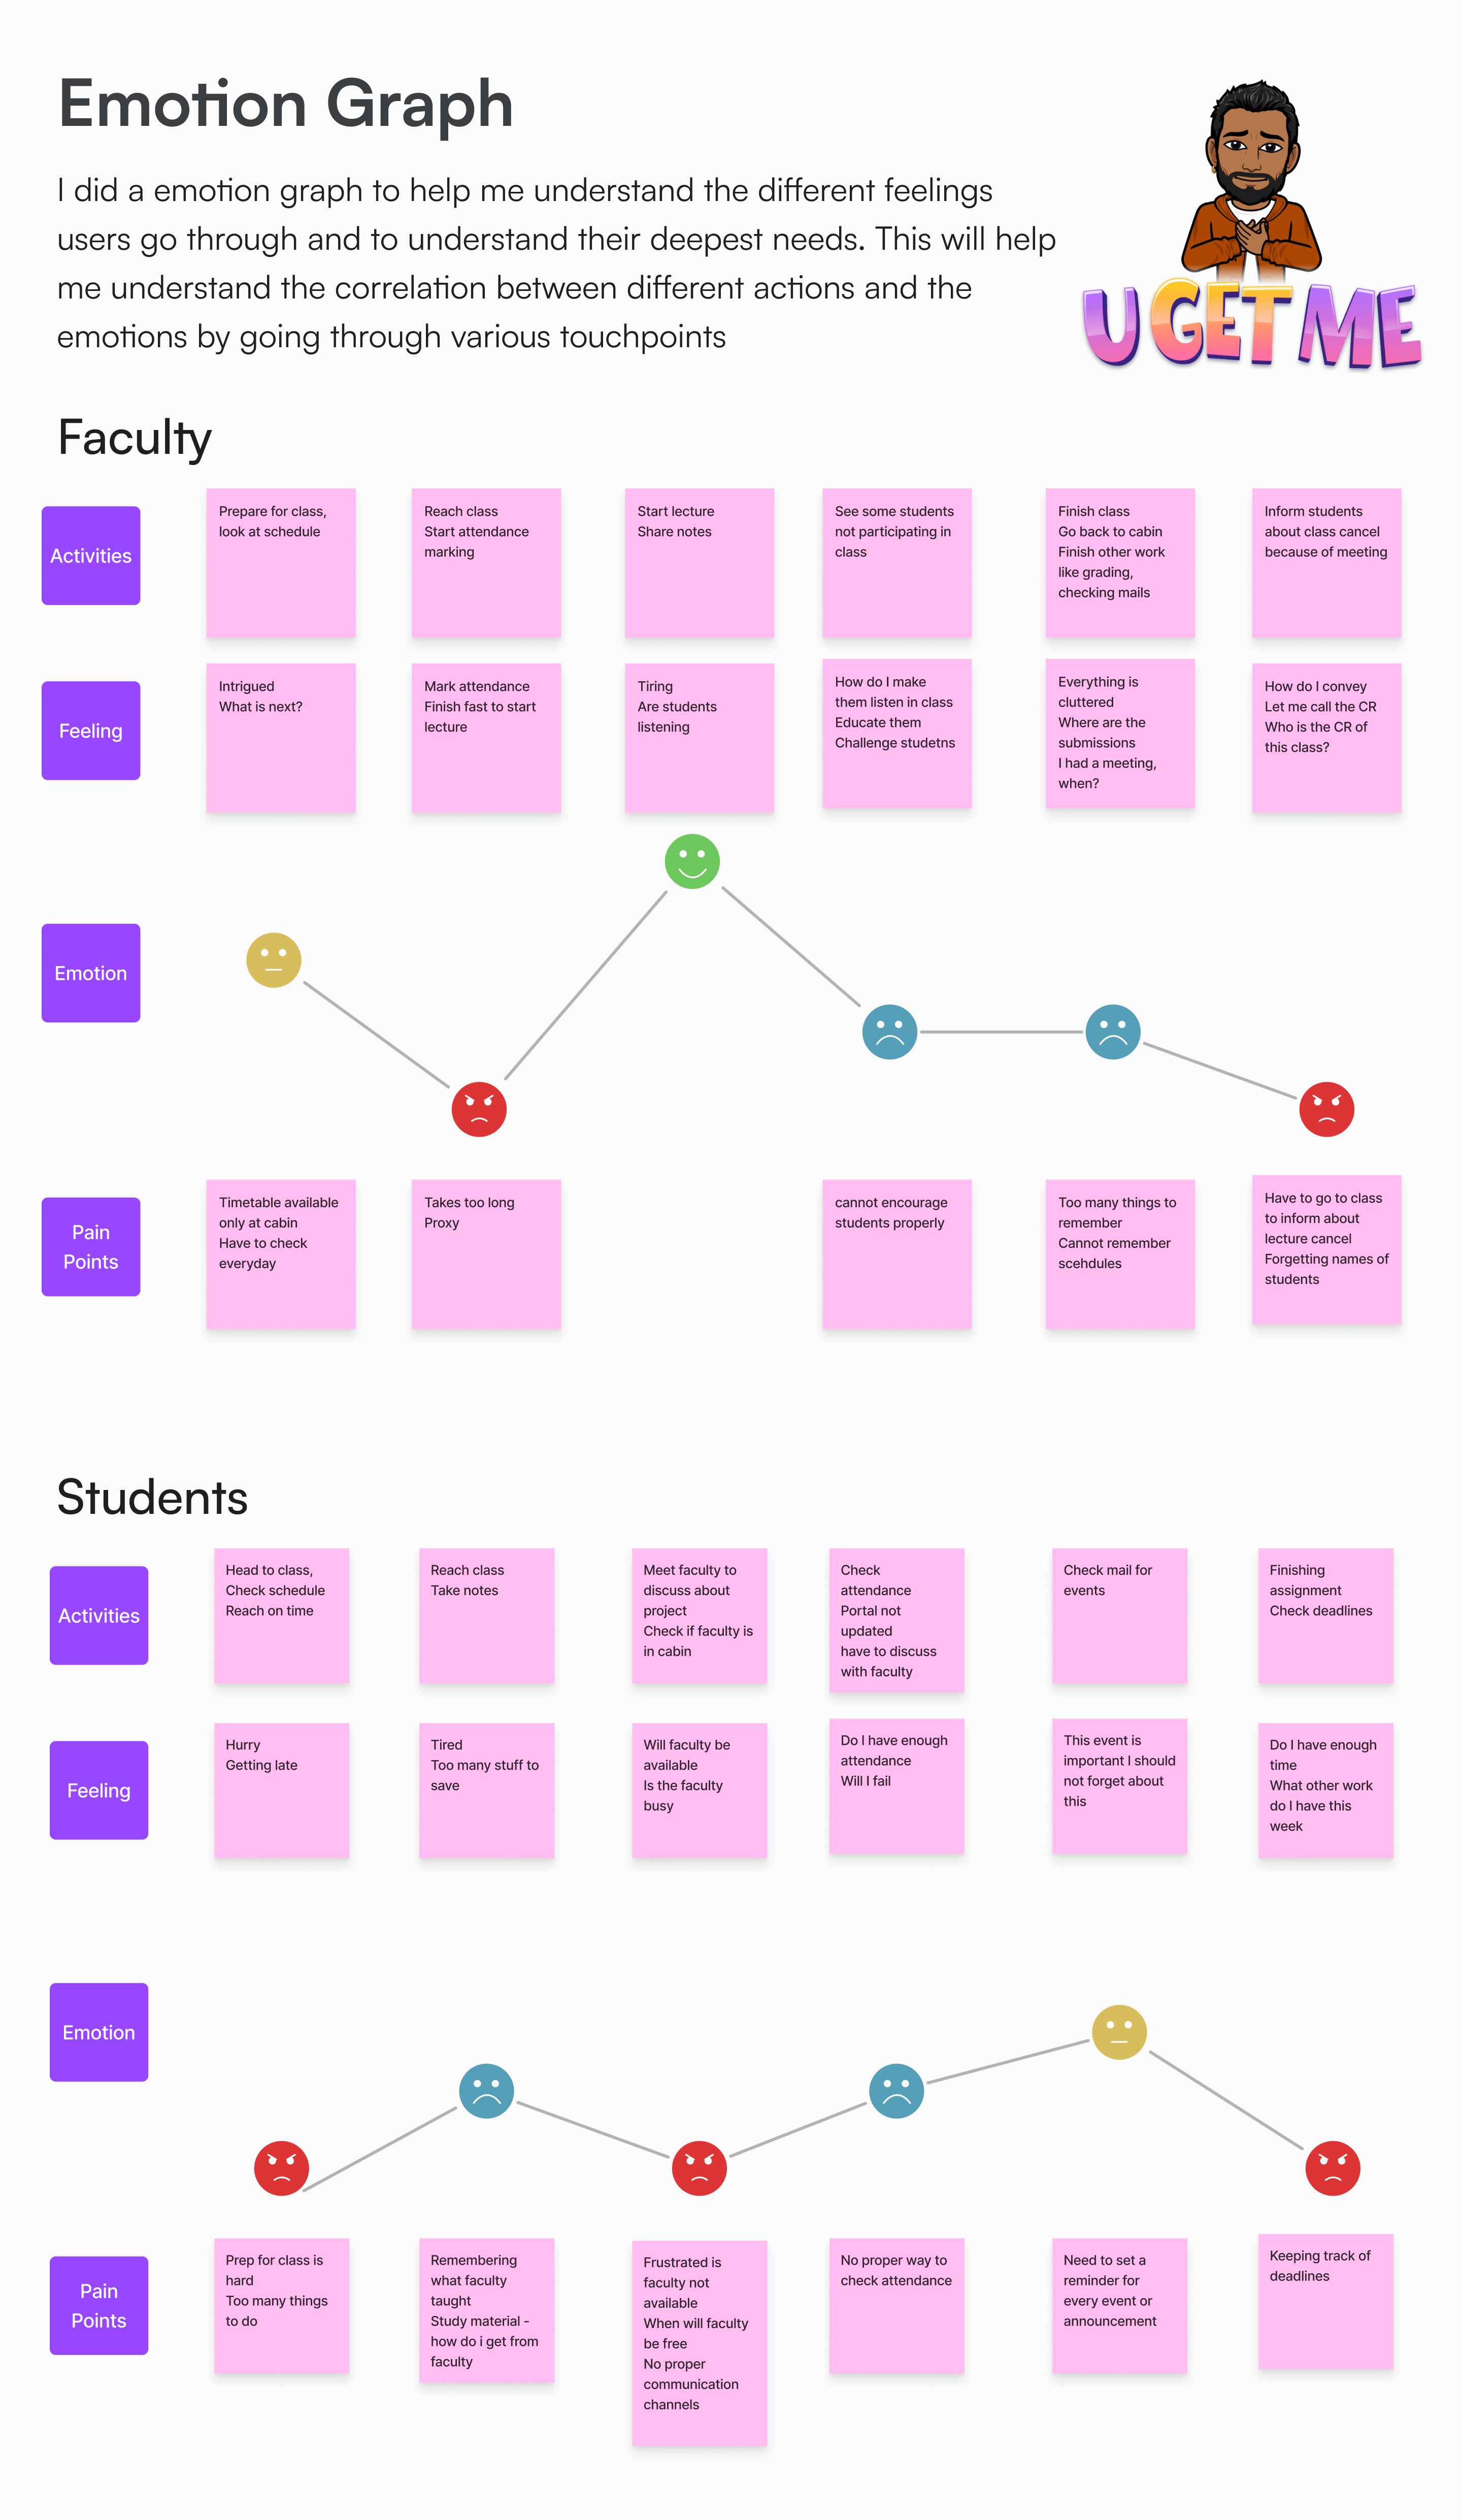 Emotion Graph
I did a emotion graph to help me understand the different feelings
users go through and to understand their deepest needs. This will help
me understand the correlation between different actions and the
emotions by going through various touchpoints
U GET ME
Faculty
Activities
Prepare for class,
look at schedule
Reach class
Start attendance
marking
Start lecture
Share notes
See some students
not participating in
class
Finish class
Go back to cabin
Finish other work
like grading,
checking mails
Inform students
about class cancel
because of meeting
Feeling
Intrigued
What is next?
Mark attendance
Finish fast to start
lecture
Tiring
Are students
listening
How do I make
them listen in class
Educate them
Challenge studetns
Everything is
cluttered
Where are the
submissions
I had a meeting,
when?
How do I convey
Let me call the CR
Who is the CR of
this class?
Emotion
Pain
Points
Timetable available
only at cabin
Have to check
everyday
Takes too long
Proxy
cannot encourage
students properly
Too many things to
remember
Cannot remember
scehdules
Have to go to class
to inform about
lecture cancel
Forgetting names of
students
Students
Activities
Head to class,
Check schedule
Reach on time
Reach class
Take notes
Meet faculty to
discuss about
project
Check if faculty is
in cabin
Check
attendance
Portal not
updated
have to discuss
with faculty
Check mail for
events
Finishing
assignment
Check deadlines
Feeling
Hurry
Getting late
Tired
Too many stuff to
save
Will faculty be
available
Is the faculty
busy
Do I have enough
attendance
Will I fail
This event is
important I should
not forget about
this
Do I have enough
time
What other work
do I have this
week
Emotion
Pain
Points
Prep for class is
hard
Too many things
to do
Remembering
what faculty
taught
Study material -
how do i get from
faculty
Frustrated is
faculty not
available
When will faculty
be free
No proper
communication
channels
No proper way to
check attendance
Need to set a
reminder for
every event or
announcement
Keeping track of
deadlines